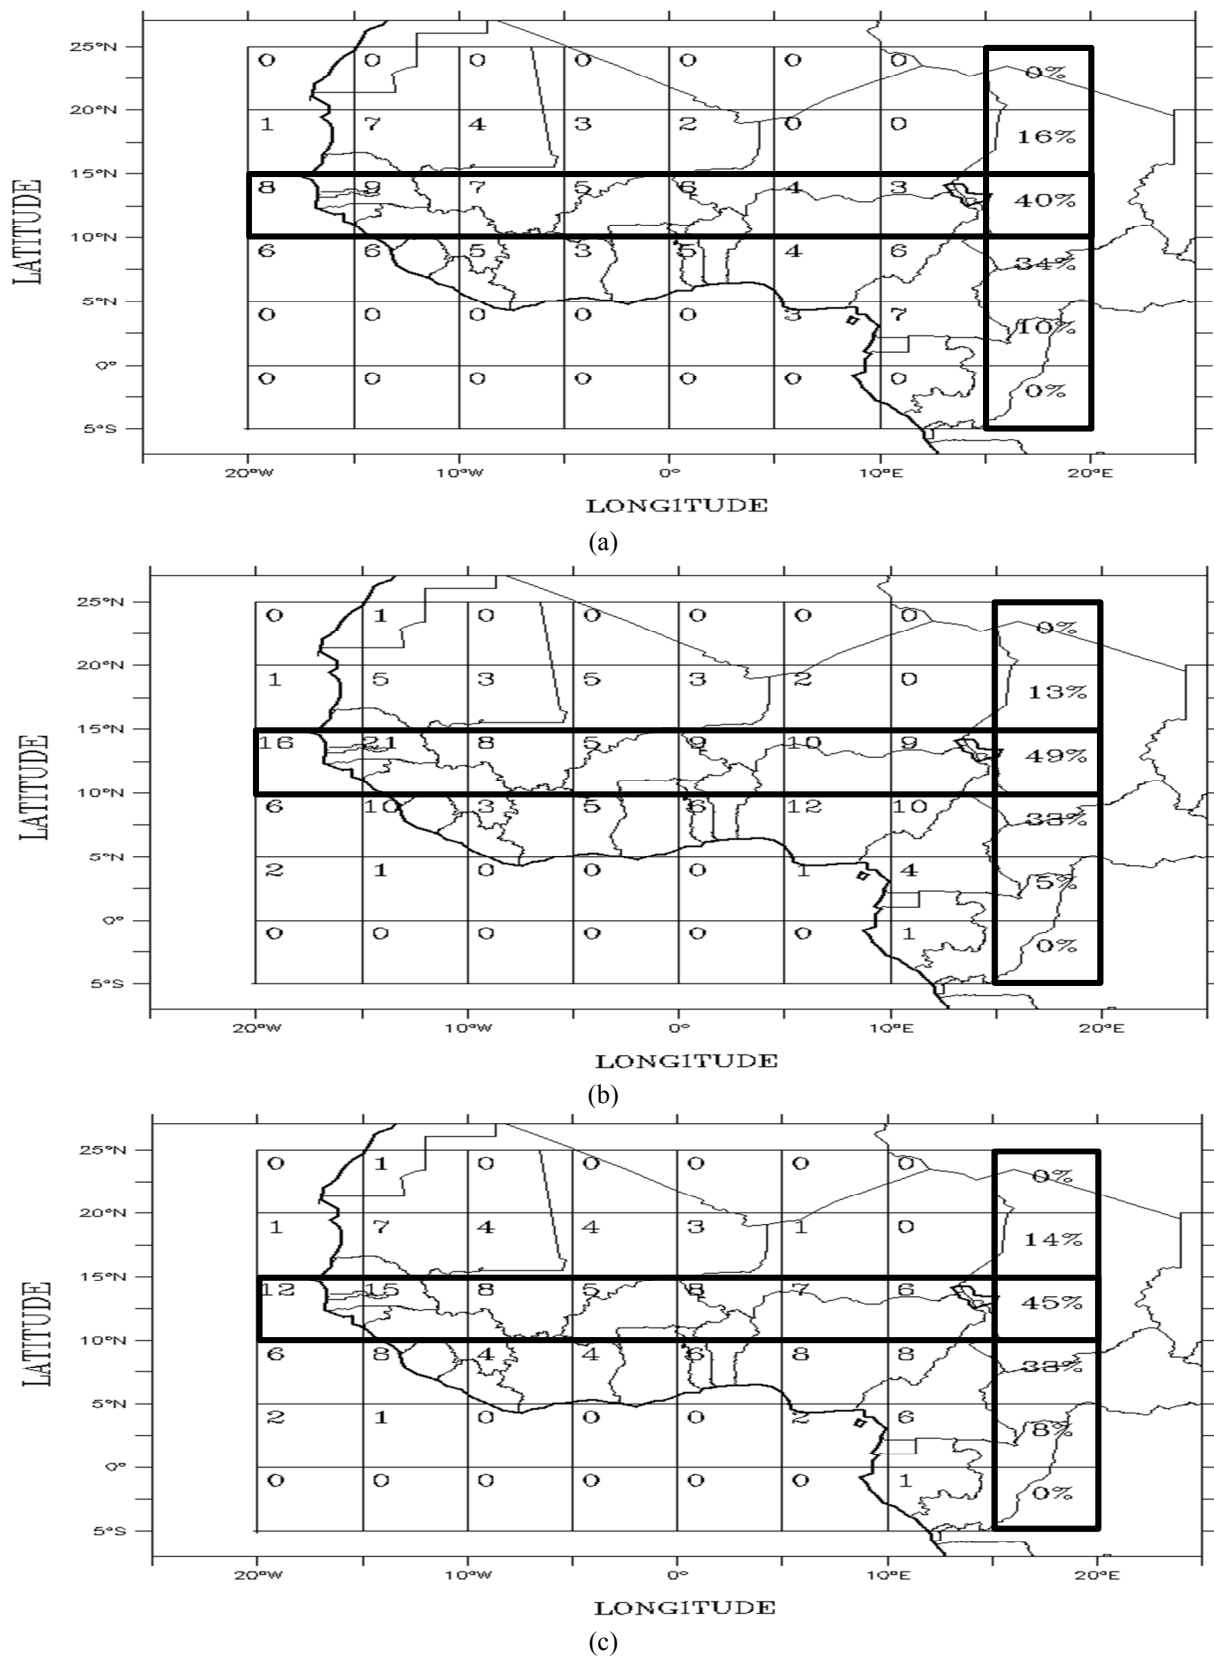 25°N 0 0 0 0 0 0 0 0%
20°N 1 7 4 3 2 0 0 16%
15°N 8 9 7 5 6 4 3 40%
10°N 6 6 5 3 5 4 6 34%
5°N 0 0 0 0 0 3 7 10%
0° 0 0 0 0 0 0 0 0%
5°S
LATITUDE
20°W 10°W 0° 10°E 20°E
LONGITUDE
(a)
25°N 0 1 0 0 0 0 0 0%
20°N 1 5 3 5 3 2 0 13%
15°N 16 21 8 5 9 10 9 49%
10°N 6 10 3 5 6 12 10 33%
5°N 2 1 0 0 0 1 4 5%
0° 0 0 0 0 0 0 1 0%
5°S
LATITUDE
20°W 10°W 0° 10°E 20°E
LONGITUDE
(b)
25°N 0 1 0 0 0 0 0 0%
20°N 1 7 4 4 3 1 0 14%
15°N 12 15 8 5 8 7 6 45%
10°N 6 8 4 4 6 8 8 33%
5°N 2 1 0 0 0 2 6 8%
0° 0 0 0 0 0 0 1 0%
5°S
LATITUDE
20°W 10°W 0° 10°E 20°E
LONGITUDE
(c)